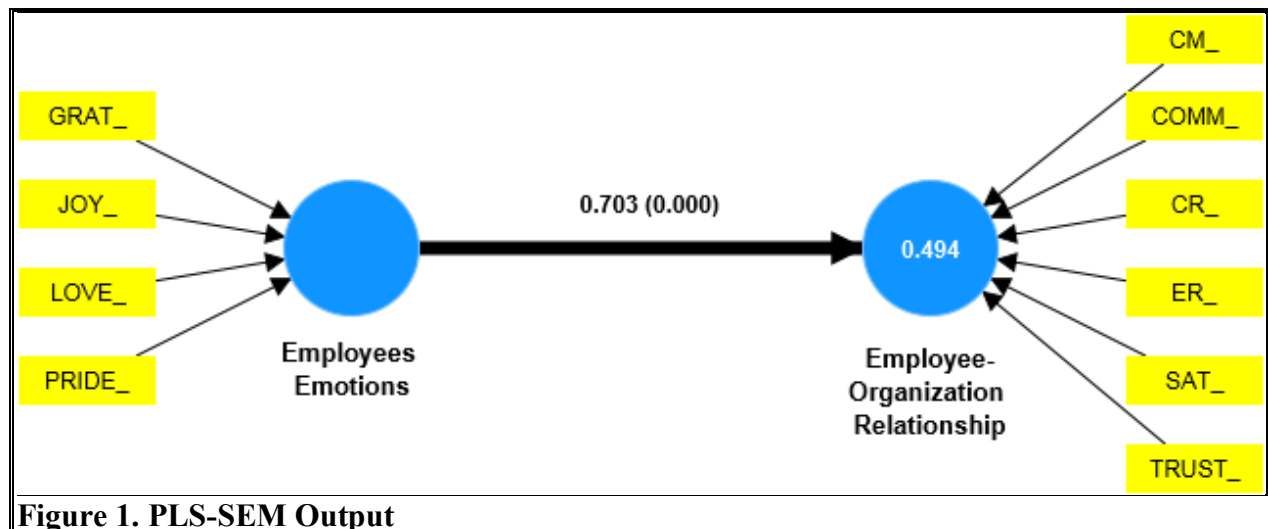 GRAT_
JOY_
LOVE_
PRIDE_
Employees
Emotions
0.703 (0.000)
0.494
Employee-
Organization
Relationship
CM_
COMM_
CR_
ER_
SAT_
TRUST_
Figure 1. PLS-SEM Output